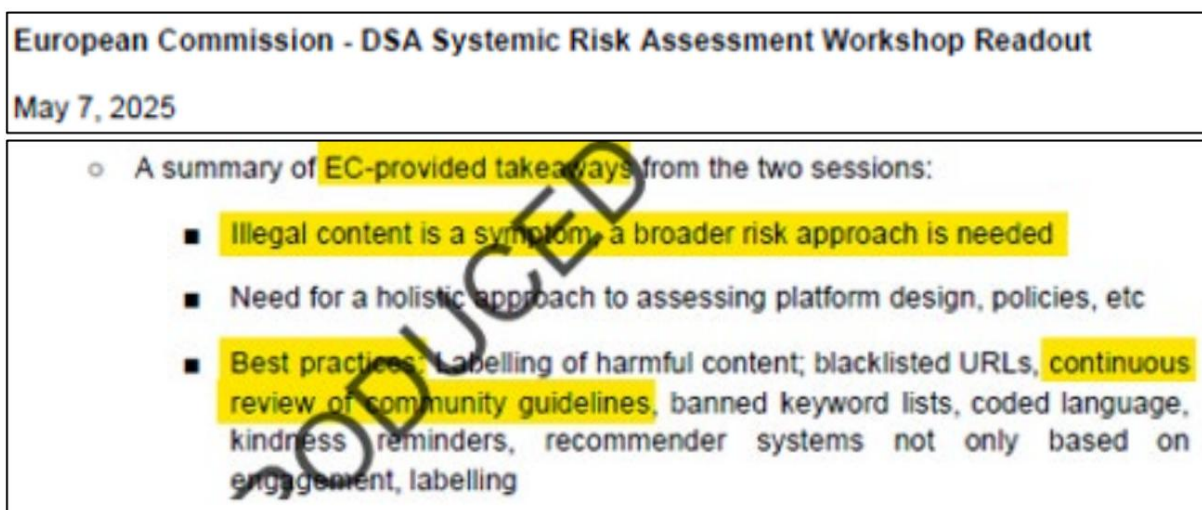 European Commission - DSA Systemic Risk Assessment Workshop Readout
May 7, 2025
○ A summary of EC-provided takeaways from the two sessions:
■ Illegal content is a symptom, a broader risk approach is needed
■ Need for a holistic approach to assessing platform design, policies, etc
■ Best practices: Labelling of harmful content; blacklisted URLs, continuous
review of community guidelines, banned keyword lists, coded language,
kindness reminders, recommender systems not only based on
engagement, labelling
ODUCED